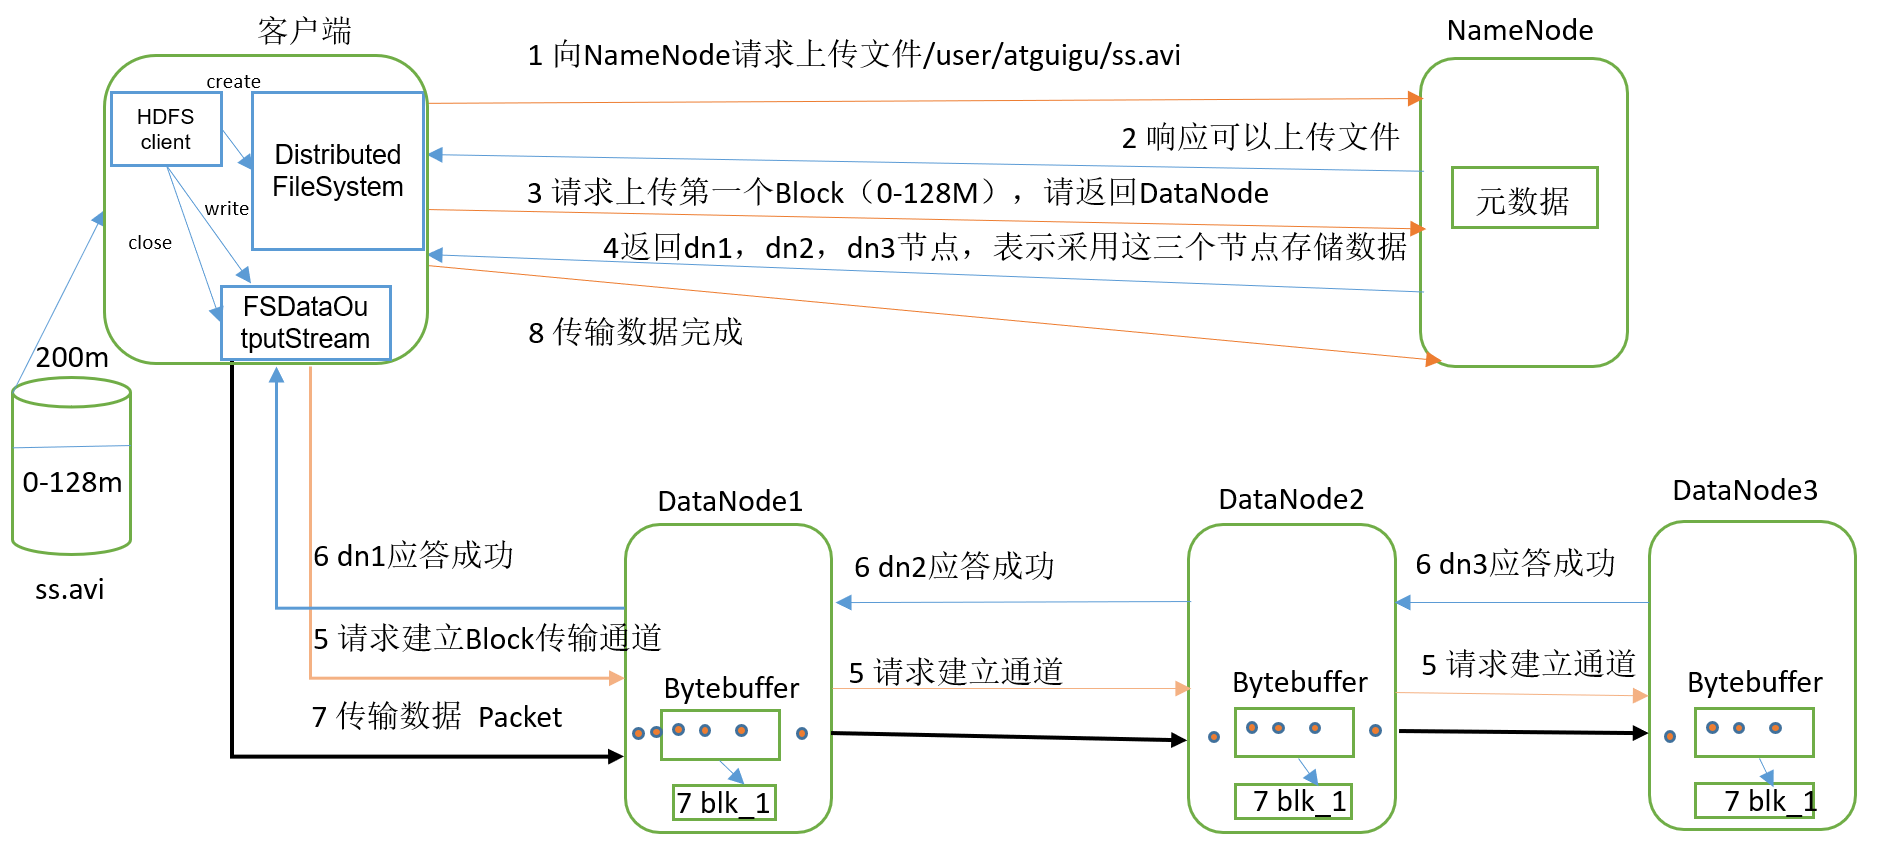 客户端
NameNode
1 向NameNode请求上传文件/user/atguigu/ss.avi
create
HDFS
client
Distributed
FileSystem
2 响应可以上传文件
3 请求上传第一个Block（0-128M），请返回DataNode
元数据
write
close
4返回dn1，dn2，dn3节点，表示采用这三个节点存储数据
FSDataOu
tputStream
8 传输数据完成
200m
0-128m
ss.avi
DataNode1
DataNode2
DataNode3
6 dn1应答成功
6 dn2应答成功
6 dn3应答成功
5 请求建立Block传输通道
5 请求建立通道
5 请求建立通道
Bytebuffer
Bytebuffer
Bytebuffer
7 传输数据 Packet
7 blk_1
7 blk_1
7 blk_1